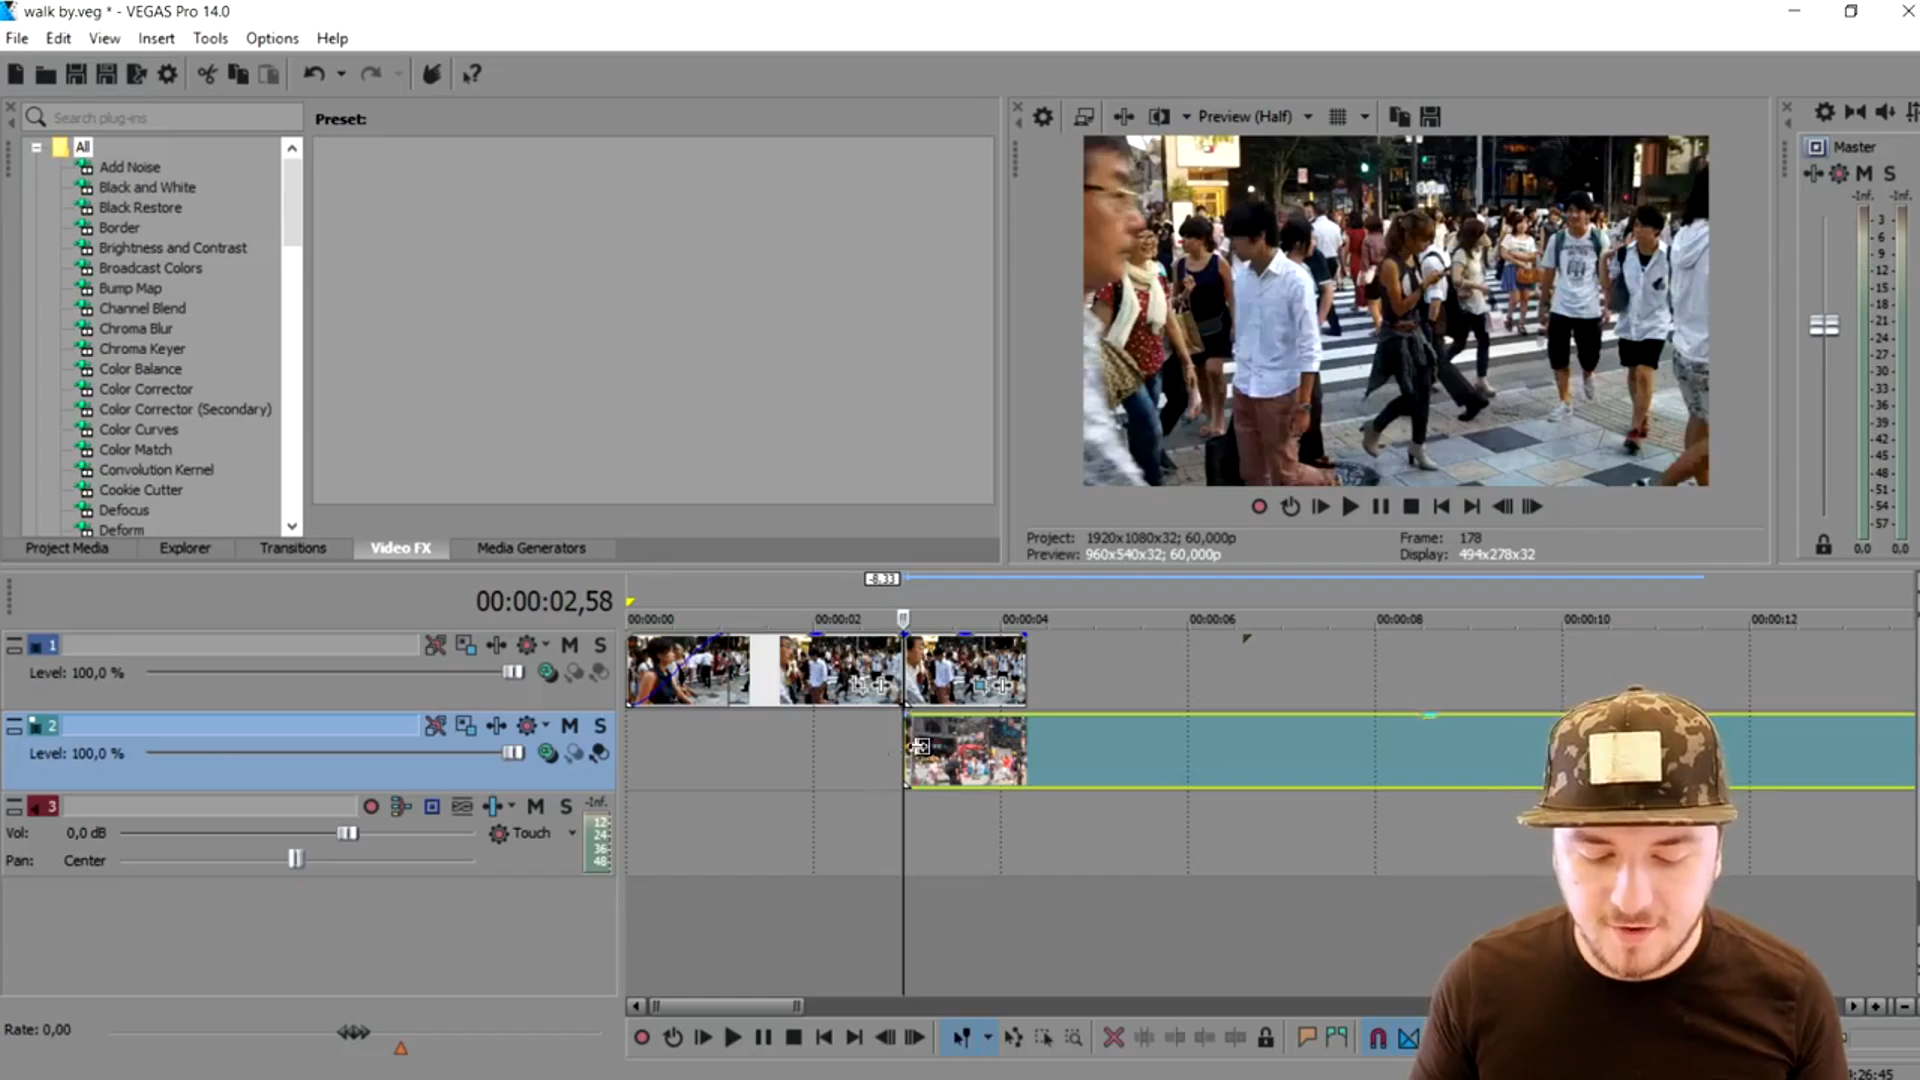 walk by.veg * - VEGAS Pro 14.0
File Edit View Insert Tools Options Help
Search plug-ins
Preset:
Preview (Half)
Master
M S
-Inf. -Inf.
All
Add Noise
Black and White
Black Restore
Border
Brightness and Contrast
Broadcast Colors
Bump Map
Channel Blend
Chroma Blur
Chroma Keyer
Color Balance
Color Corrector
Color Corrector (Secondary)
Color Curves
Color Match
Convolution Kernel
Cookie Cutter
Defocus
Deform
3
6
9
12
15
18
21
24
27
30
33
36
39
42
45
48
51
54
57
0,0 0,0
Project Media Explorer Transitions Video FX Media Generators
Project: 1920x1080x32; 60,000p
Preview: 960x540x32; 60,000p
Frame: 178
Display: 494x278x32
-8.33
00:00:02,58
00:00:00 00:00:02 00:00:04 00:00:06 00:00:08 00:00:10 00:00:12
1 M S
Level: 100,0 %
2 M S
Level: 100,0 %
3 M S -Inf.
Vol: 0,0 dB Touch
Pan: Center
12
24
36
48
Rate: 0,00
4:26:45